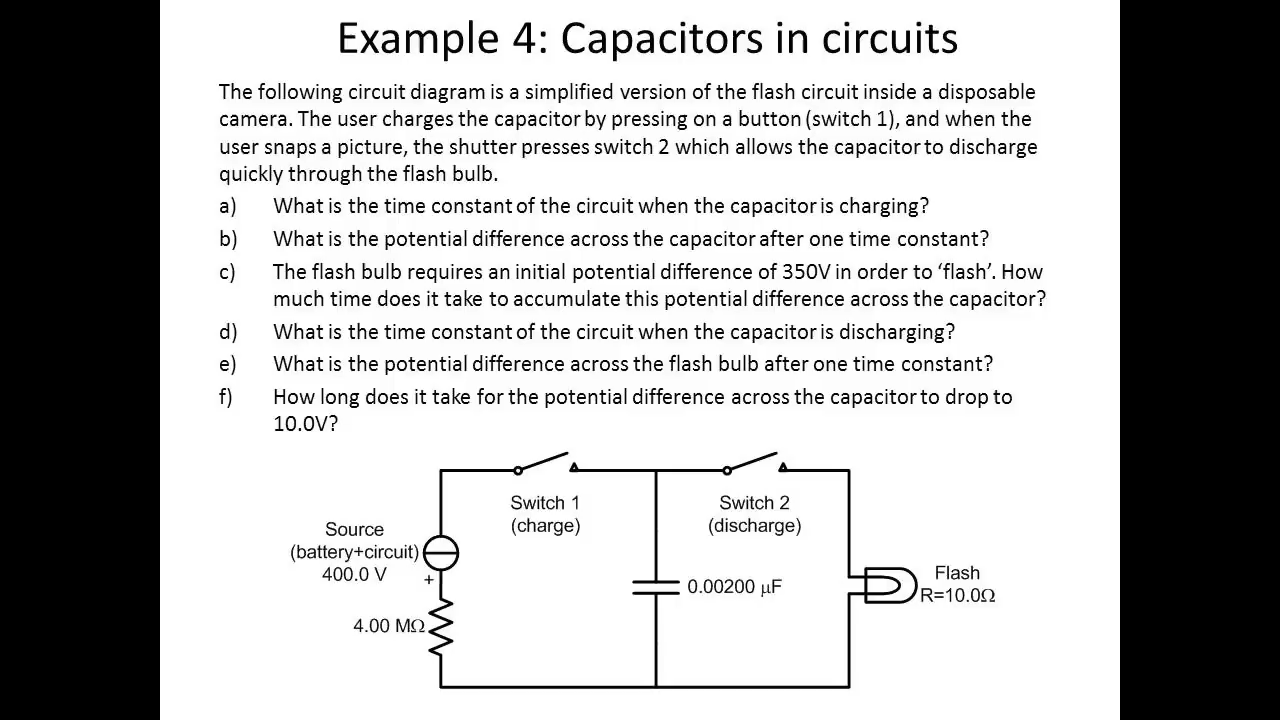 Example 4: Capacitors in circuits
The following circuit diagram is a simplified version of the flash circuit inside a disposable
camera. The user charges the capacitor by pressing on a button (switch 1), and when the
user snaps a picture, the shutter presses switch 2 which allows the capacitor to discharge
quickly through the flash bulb.
a) What is the time constant of the circuit when the capacitor is charging?
b) What is the potential difference across the capacitor after one time constant?
c) The flash bulb requires an initial potential difference of 350V in order to ‘flash’. How
much time does it take to accumulate this potential difference across the capacitor?
d) What is the time constant of the circuit when the capacitor is discharging?
e) What is the potential difference across the flash bulb after one time constant?
f) How long does it take for the potential difference across the capacitor to drop to
10.0V?
Switch 1
(charge)
Switch 2
(discharge)
Source
(battery+circuit)
400.0 V
+
4.00 MΩ
0.00200 μF
Flash
R=10.0Ω